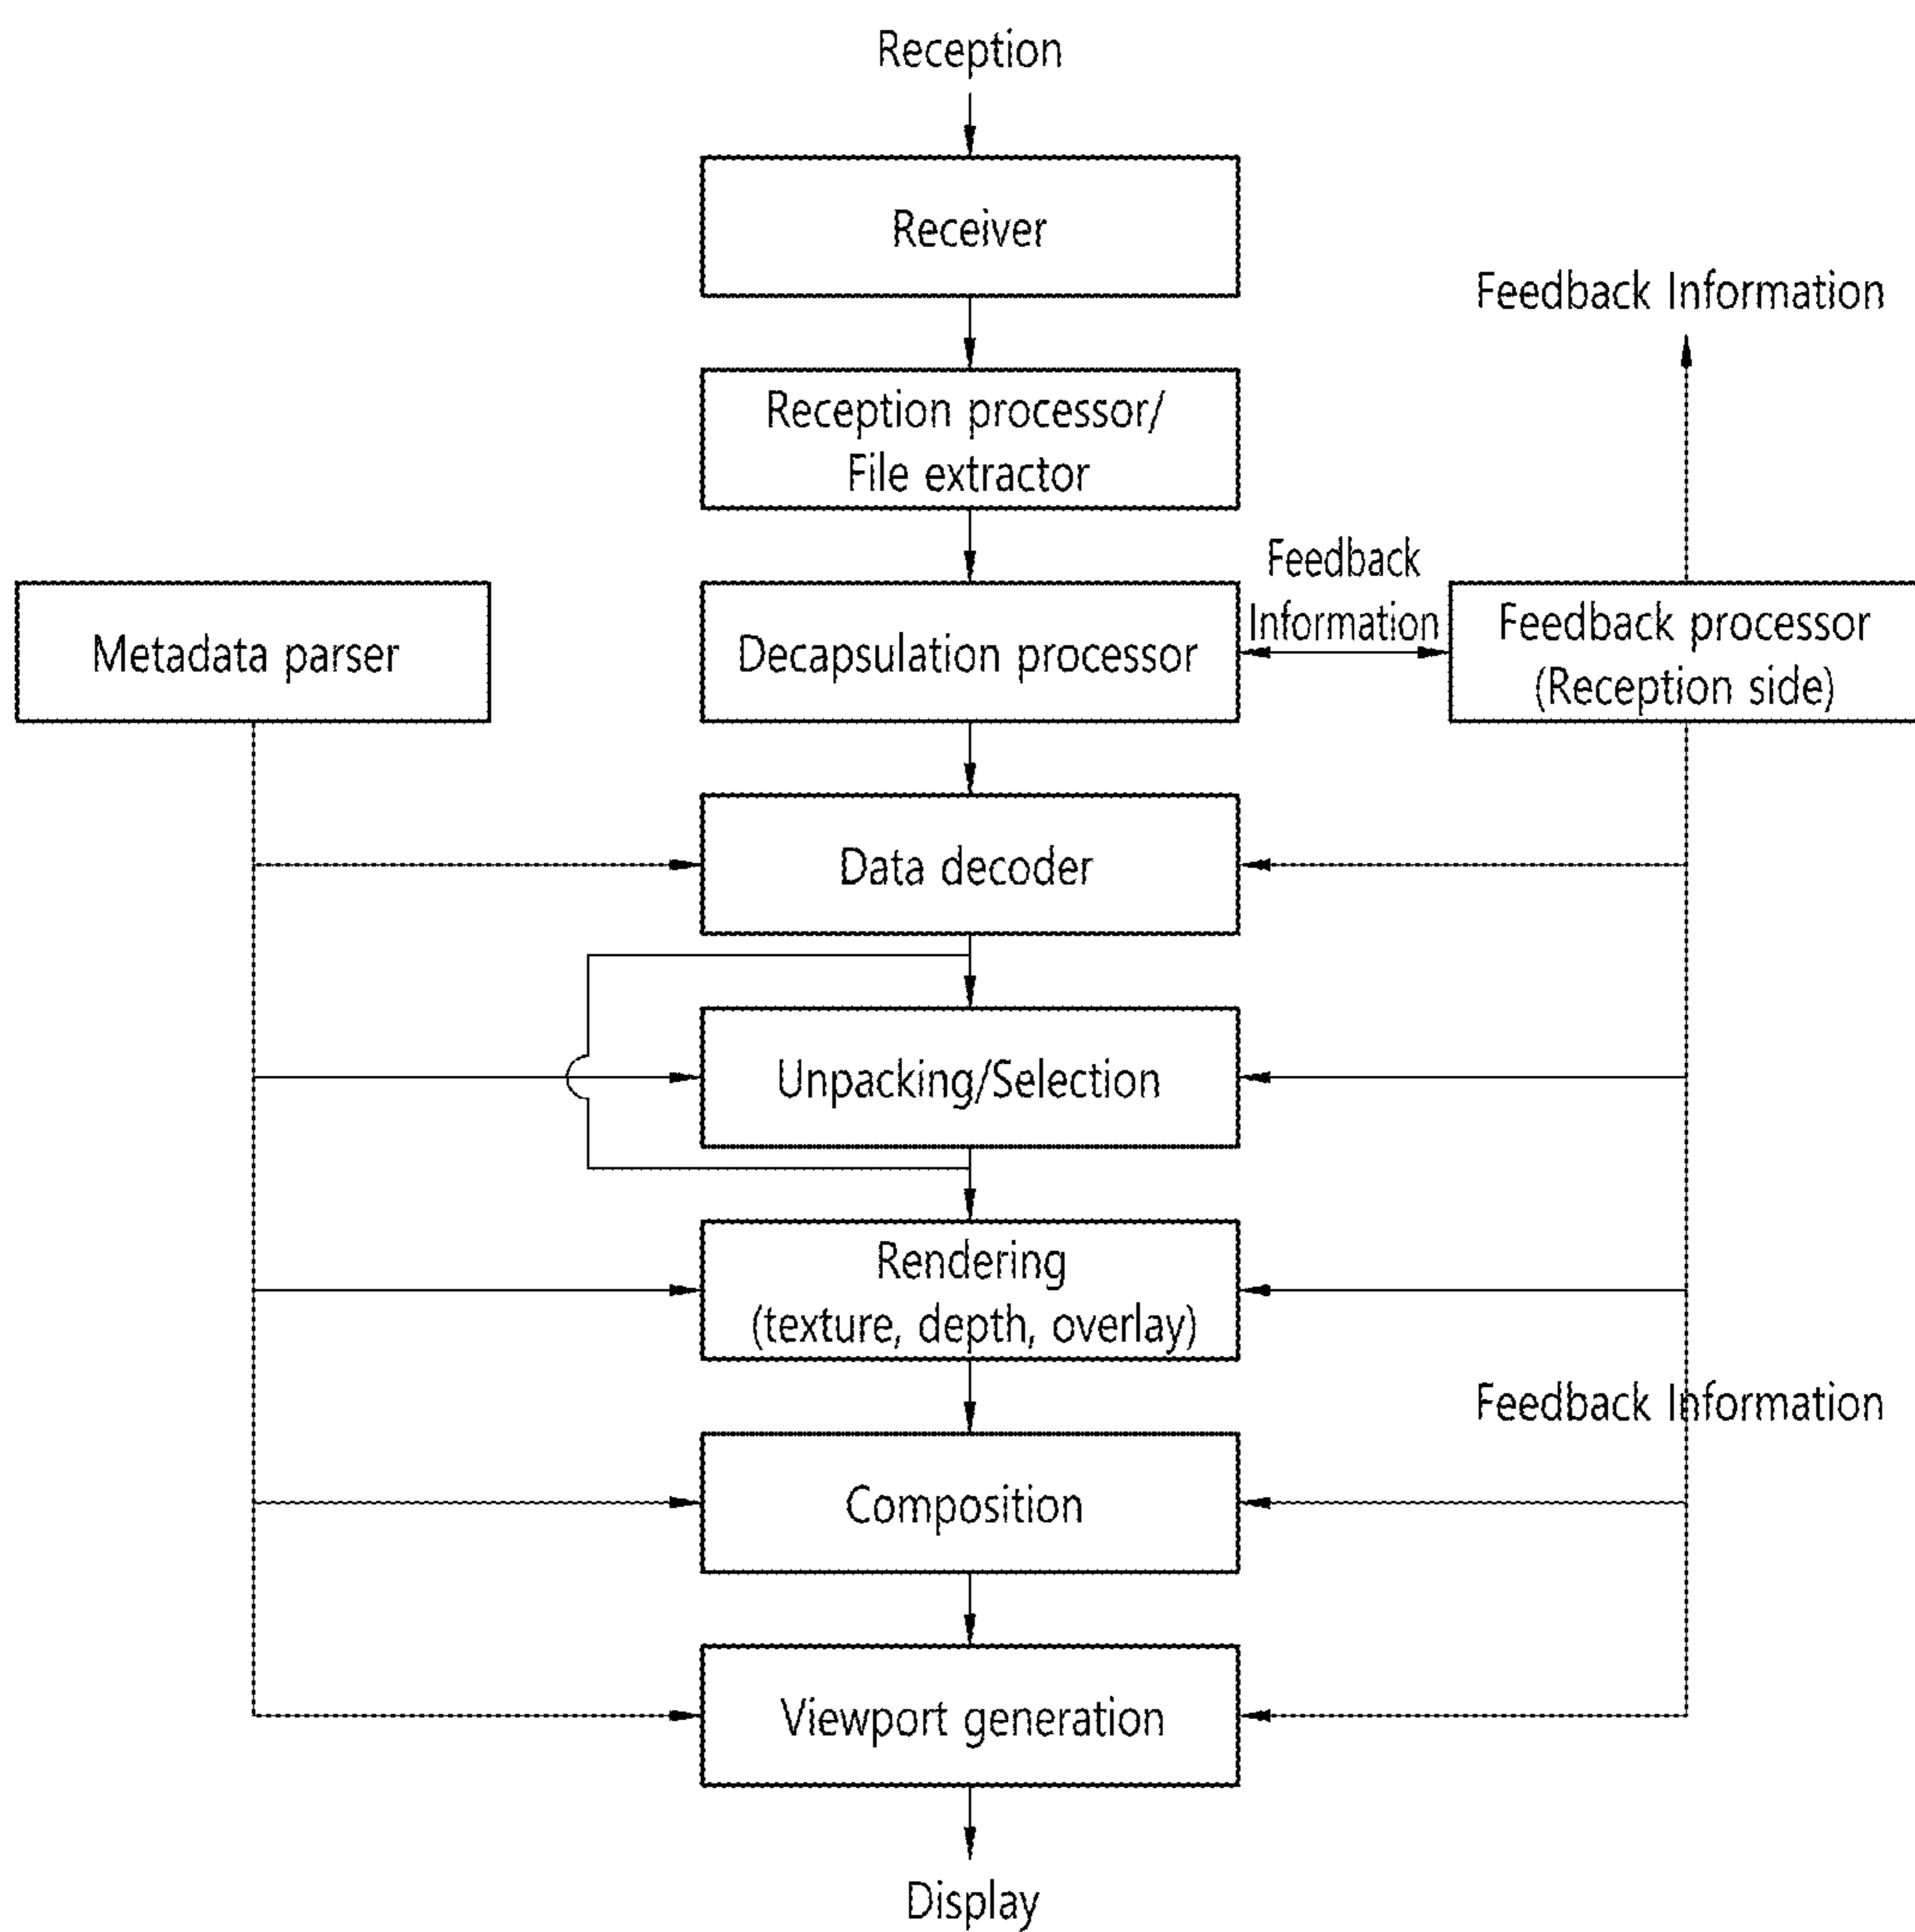 Reception
Receiver
Feedback Information
Reception processor/
File extractor
Metadata parser
Decapsulation processor
Feedback
Information
Feedback processor
(Reception side)
Data decoder
Unpacking/Selection
Rendering
(texture, depth, overlay)
Feedback Information
Composition
Viewport generation
Display